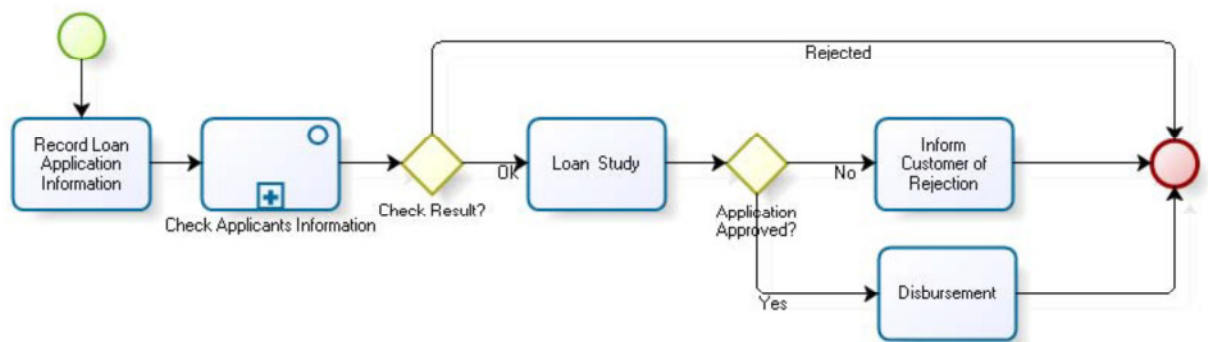 Rejected
Record Loan
Application
Information
Check Applicants Information
Check Result?
OK
Loan Study
Application
Approved?
No
Inform
Customer of
Rejection
Yes
Disbursement